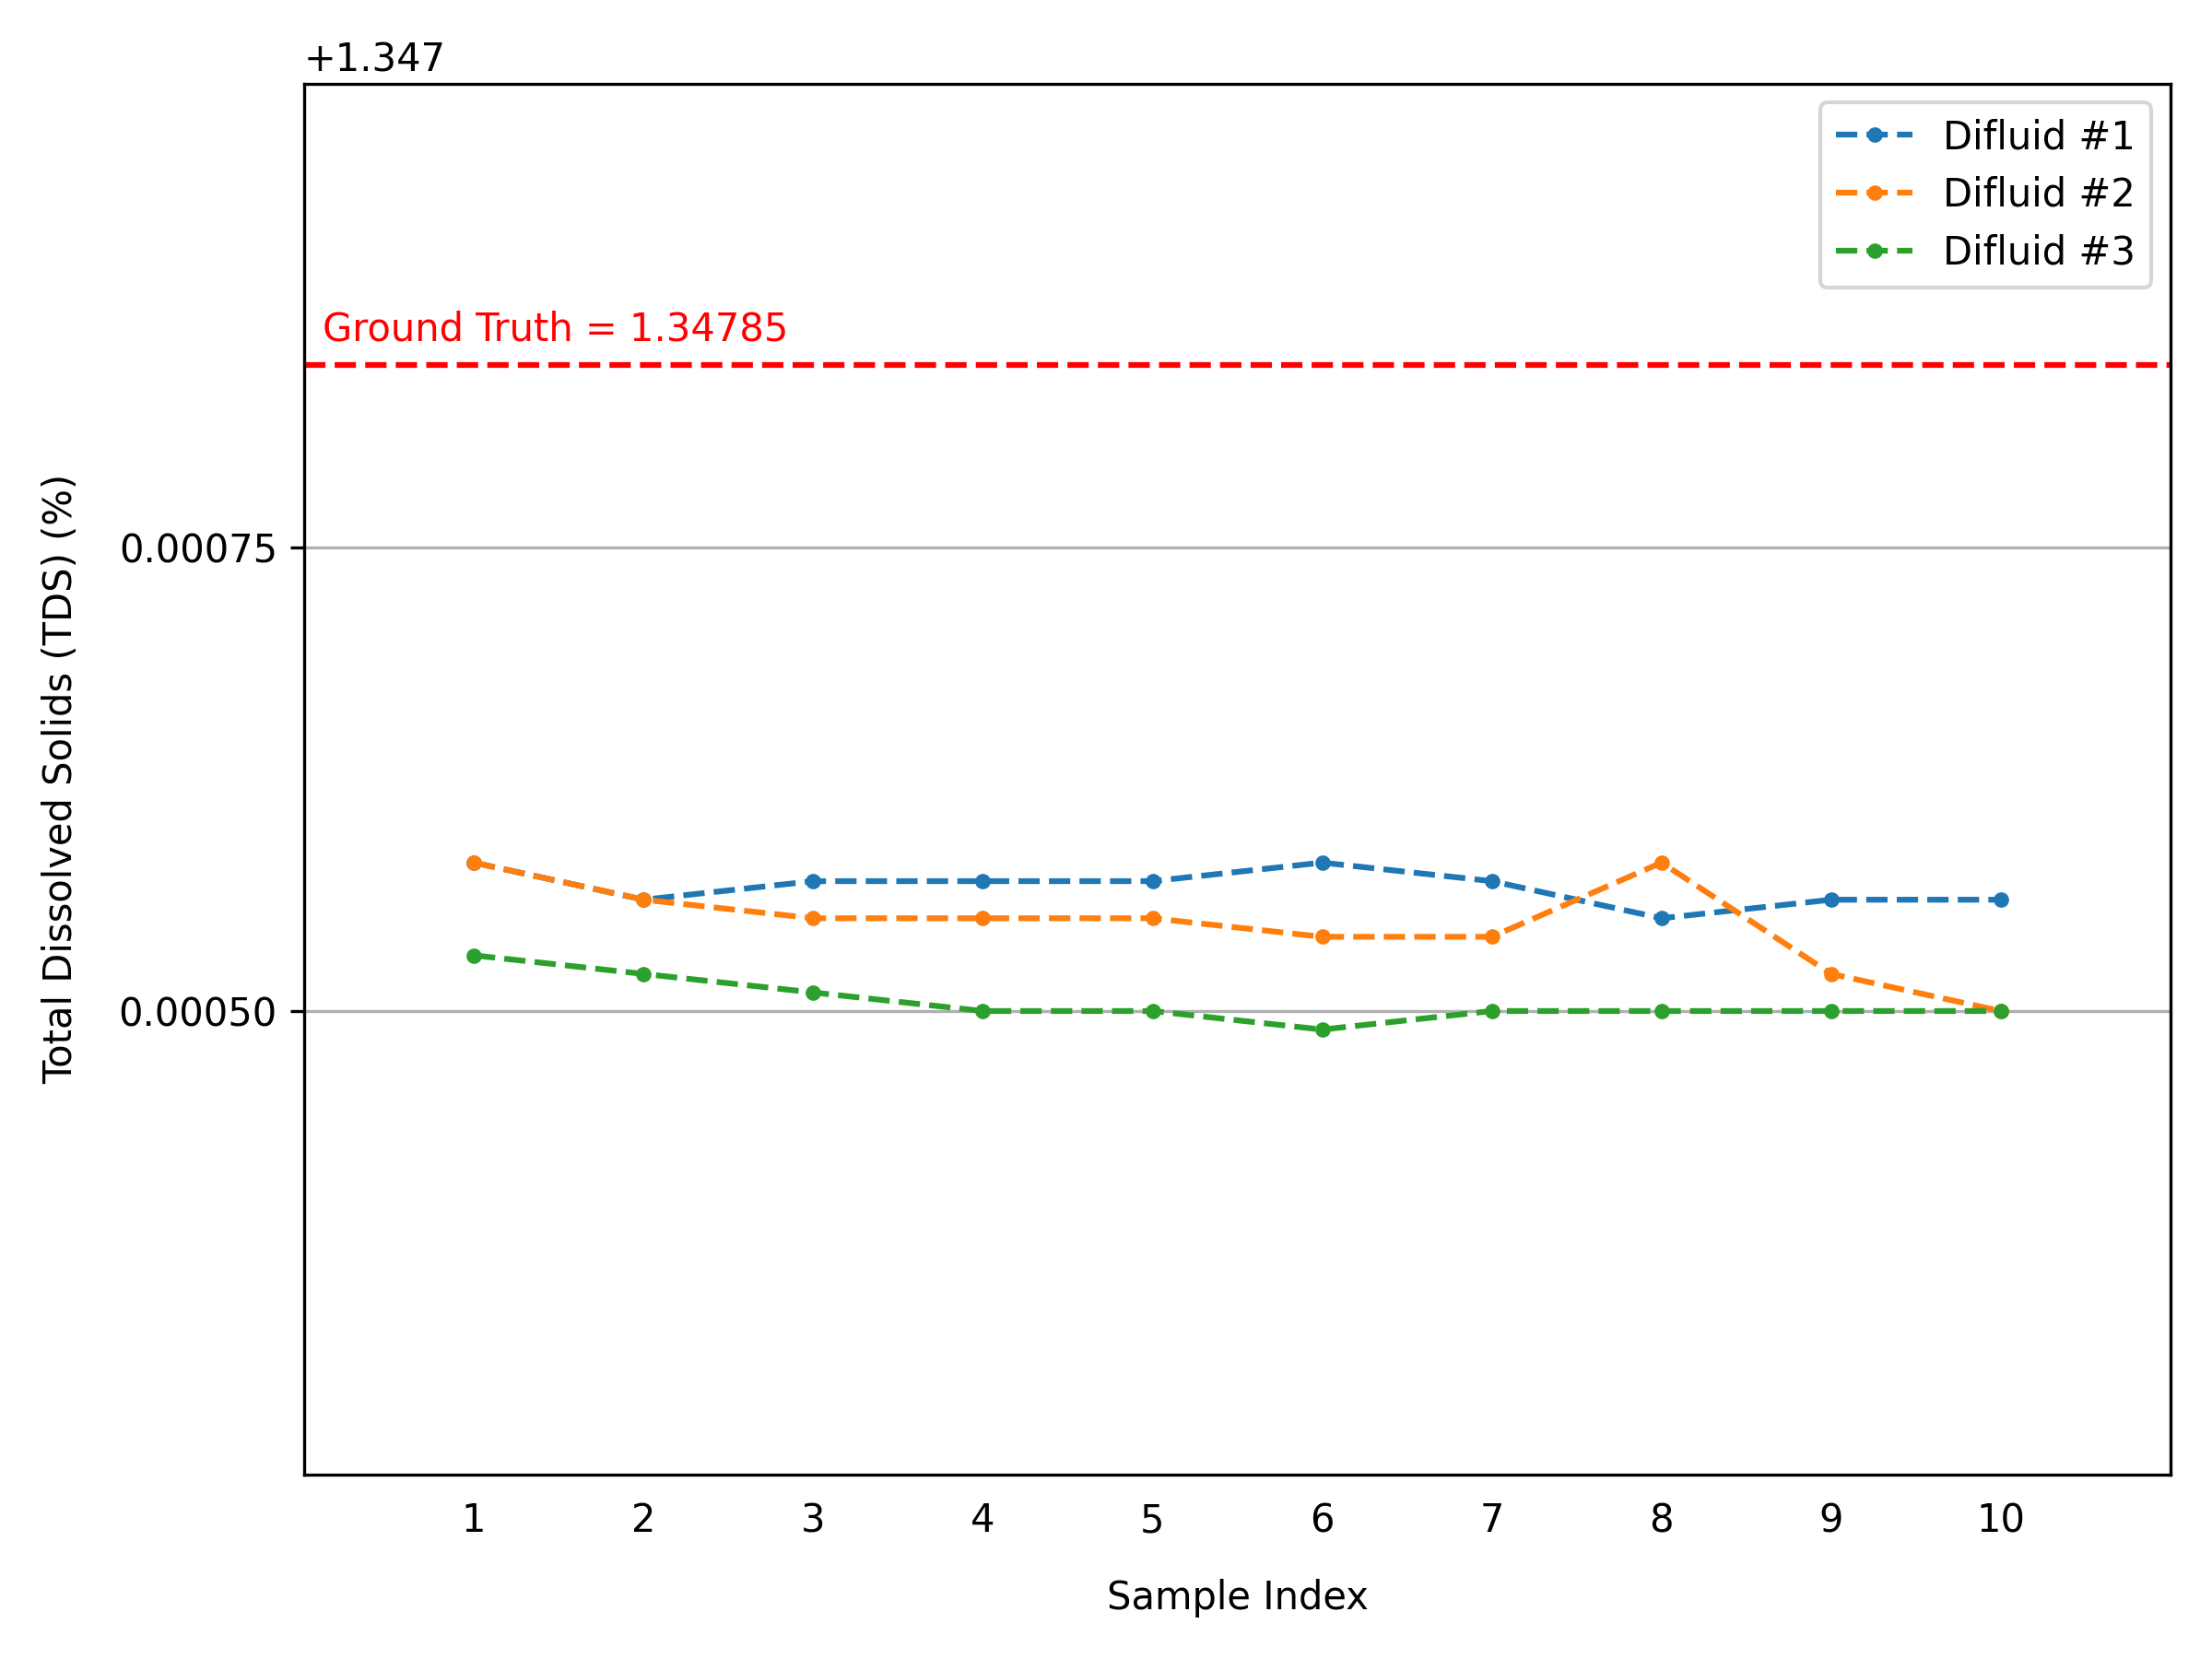 +1.347
Difluid #1
Difluid #2
Difluid #3
Ground Truth = 1.34785
Total Dissolved Solids (TDS) (%)
0.00075
0.00050
1 2 3 4 5 6 7 8 9 10
Sample Index